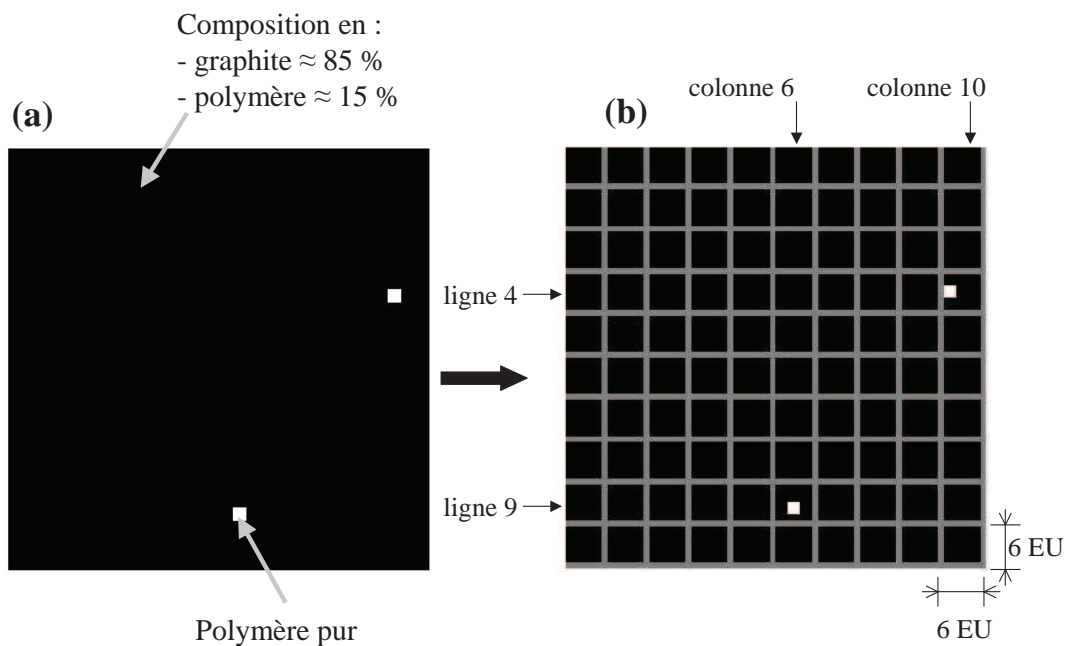 Composition en :
- graphite ≈ 85 %
- polymère ≈ 15 %
(a)
Polymère pur
(b)
colonne 6
colonne 10
ligne 4
ligne 9
6 EU
6 EU